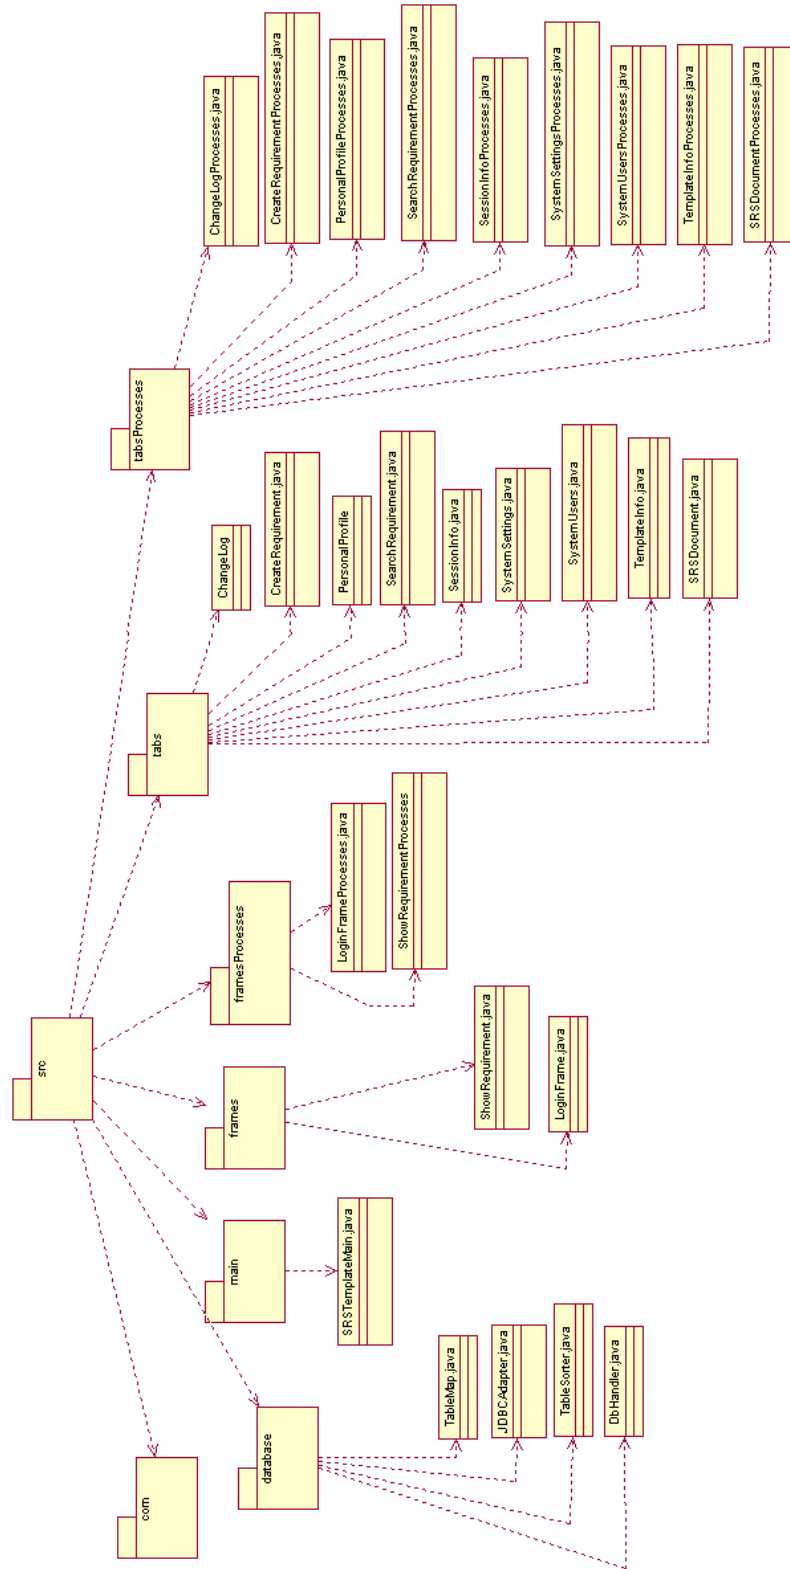 src
com
database
main
frames
framesProcesses
tabs
tabsProcesses
TableMap.java
JDBCAdapter.java
TableSorter.java
DbHandler.java
SRSTemplateMain.java
ShowRequirement.java
LoginFrame.java
LoginFrameProcesses.java
ShowRequirementProcesses
ChangeLog
CreateRequirement.java
PersonalProfile
SearchRequirement.java
SessionInfo.java
SystemSettings.java
SystemUsers.java
TemplateInfo.java
SRSDocument.java
ChangeLogProcesses.java
CreateRequirementProcesses.java
PersonalProfileProcesses.java
SearchRequirementProcesses.java
SessionInfoProcesses.java
SystemSettingsProcesses.java
SystemUsersProcesses.java
TemplateInfoProcesses.java
SRSDocumentProcesses.java